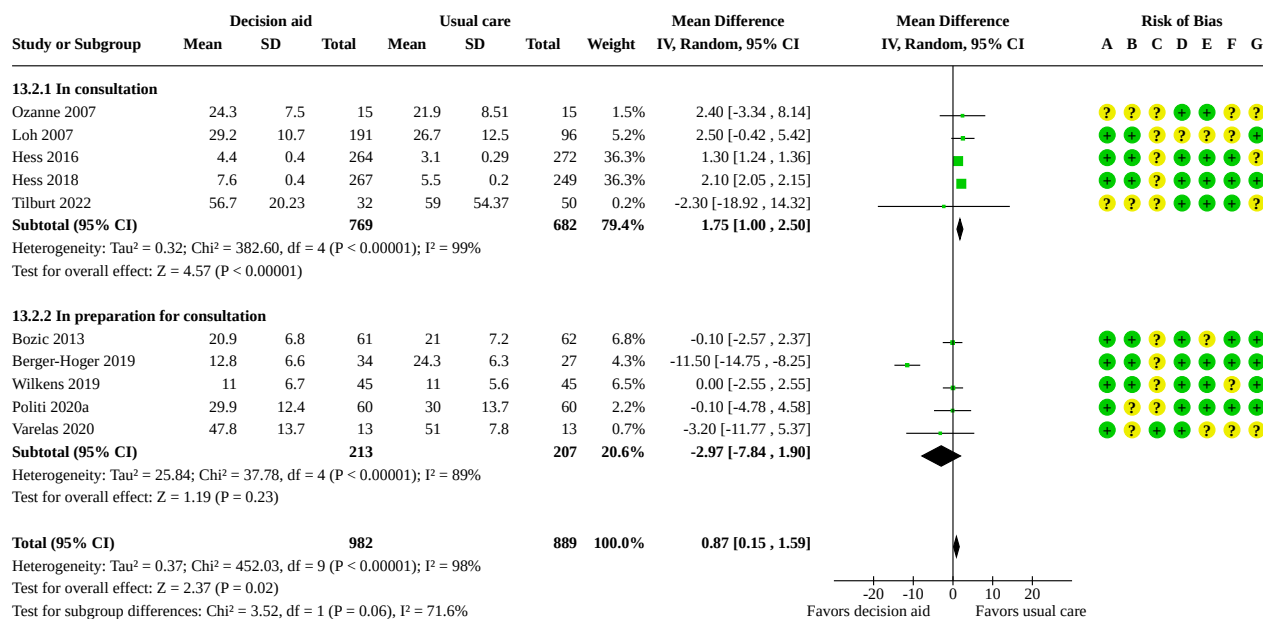 Decision aid Usual care Mean Difference Mean Difference Risk of Bias
Study or Subgroup Mean SD Total Mean SD Total Weight IV, Random, 95% CI IV, Random, 95% CI A B C D E F G
13.2.1 In consultation
Ozanne 2007 24.3 7.5 15 21.9 8.51 15 1.5% 2.40 [-3.34 , 8.14] ? ? ? + + ? ?
Loh 2007 29.2 10.7 191 26.7 12.5 96 5.2% 2.50 [-0.42 , 5.42] + + ? ? ? ? +
Hess 2016 4.4 0.4 264 3.1 0.29 272 36.3% 1.30 [1.24 , 1.36] + + ? + + + ?
Hess 2018 7.6 0.4 267 5.5 0.2 249 36.3% 2.10 [2.05 , 2.15] + + ? + + + +
Tilburt 2022 56.7 20.23 32 59 54.37 50 0.2% -2.30 [-18.92 , 14.32] ? ? ? + + + ?
Subtotal (95% CI) 769 682 79.4% 1.75 [1.00 , 2.50]
Heterogeneity: Tau² = 0.32; Chi² = 382.60, df = 4 (P < 0.00001); I² = 99%
Test for overall effect: Z = 4.57 (P < 0.00001)
13.2.2 In preparation for consultation
Bozic 2013 20.9 6.8 61 21 7.2 62 6.8% -0.10 [-2.57 , 2.37] + + ? + ? + +
Berger-Hoger 2019 12.8 6.6 34 24.3 6.3 27 4.3% -11.50 [-14.75 , -8.25] + + ? + + + +
Wilkens 2019 11 6.7 45 11 5.6 45 6.5% 0.00 [-2.55 , 2.55] + + ? + + ? +
Politi 2020a 29.9 12.4 60 30 13.7 60 2.2% -0.10 [-4.78 , 4.58] + ? ? + + + +
Varelas 2020 47.8 13.7 13 51 7.8 13 0.7% -3.20 [-11.77 , 5.37] + ? + + ? ? ?
Subtotal (95% CI) 213 207 20.6% -2.97 [-7.84 , 1.90]
Heterogeneity: Tau² = 25.84; Chi² = 37.78, df = 4 (P < 0.00001); I² = 89%
Test for overall effect: Z = 1.19 (P = 0.23)
Total (95% CI) 982 889 100.0% 0.87 [0.15 , 1.59]
Heterogeneity: Tau² = 0.37; Chi² = 452.03, df = 9 (P < 0.00001); I² = 98%
Test for overall effect: Z = 2.37 (P = 0.02) -20 -10 0 10 20
Test for subgroup differences: Chi² = 3.52, df = 1 (P = 0.06), I² = 71.6% Favors decision aid Favors usual care